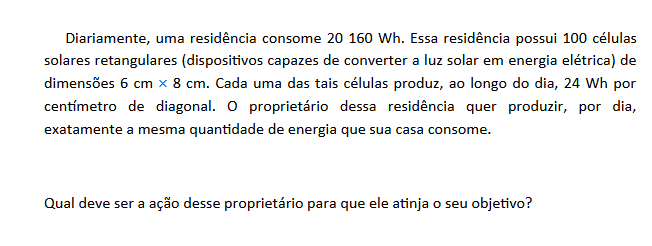 Diariamente, uma residência consome 20 160 Wh. Essa residência possui 100 células
solares retangulares (dispositivos capazes de converter a luz solar em energia elétrica) de
dimensões 6 cm × 8 cm. Cada uma das tais células produz, ao longo do dia, 24 Wh por
centímetro de diagonal. O proprietário dessa residência quer produzir, por dia,
exatamente a mesma quantidade de energia que sua casa consome.
Qual deve ser a ação desse proprietário para que ele atinja o seu objetivo?